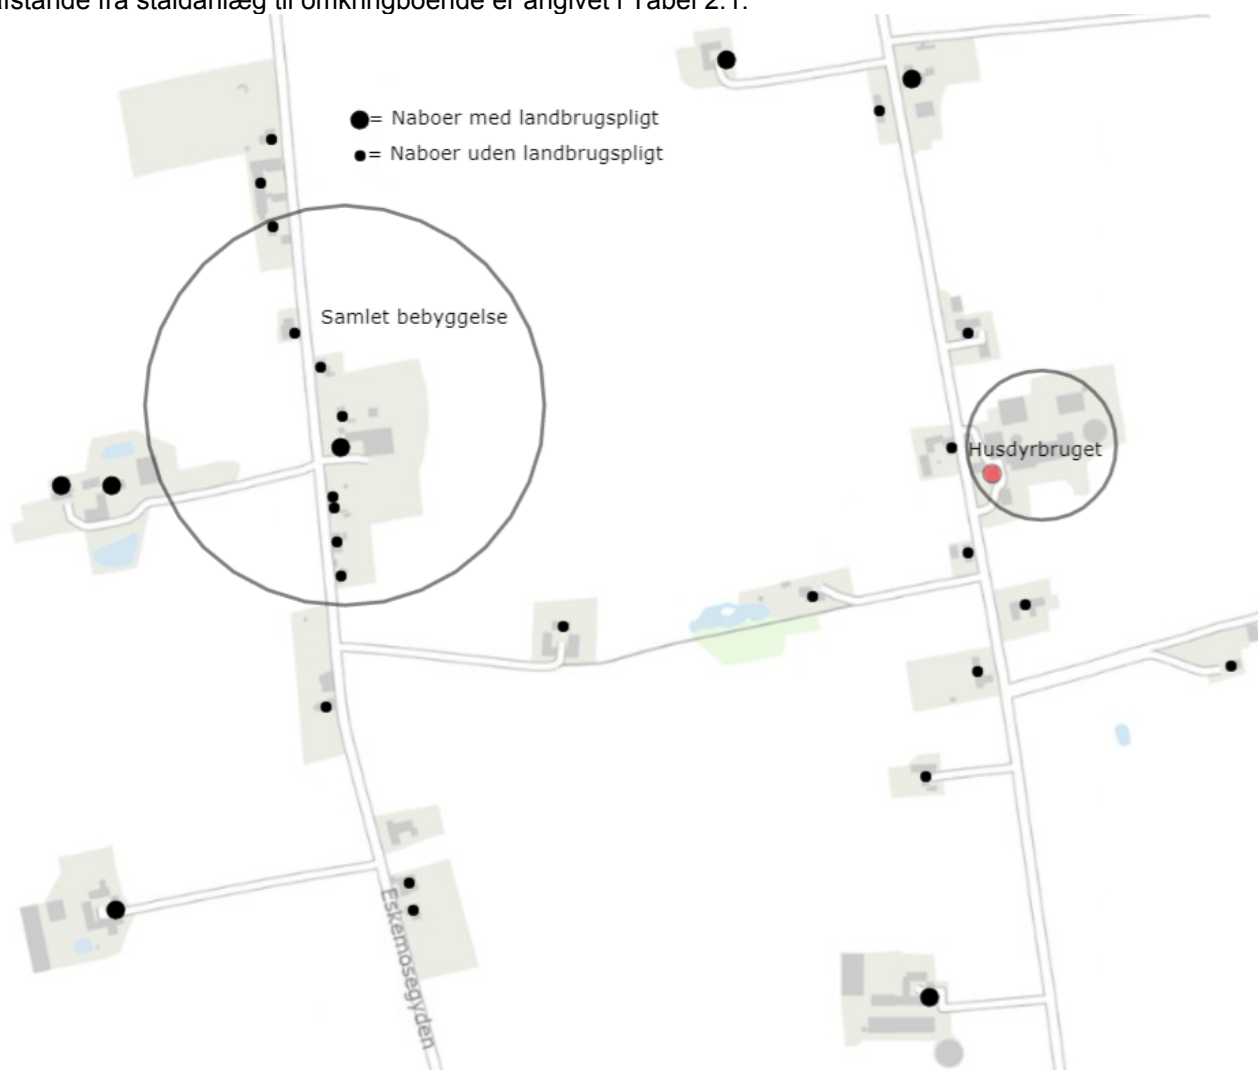 afstande fra staldanlæg til omkringboende er angivet i Tabel 2.1.
= Naboer med landbrugspligt
= Naboer uden landbrugspligt
Samlet bebyggelse
Husdyrbruget
Eskemosegyden